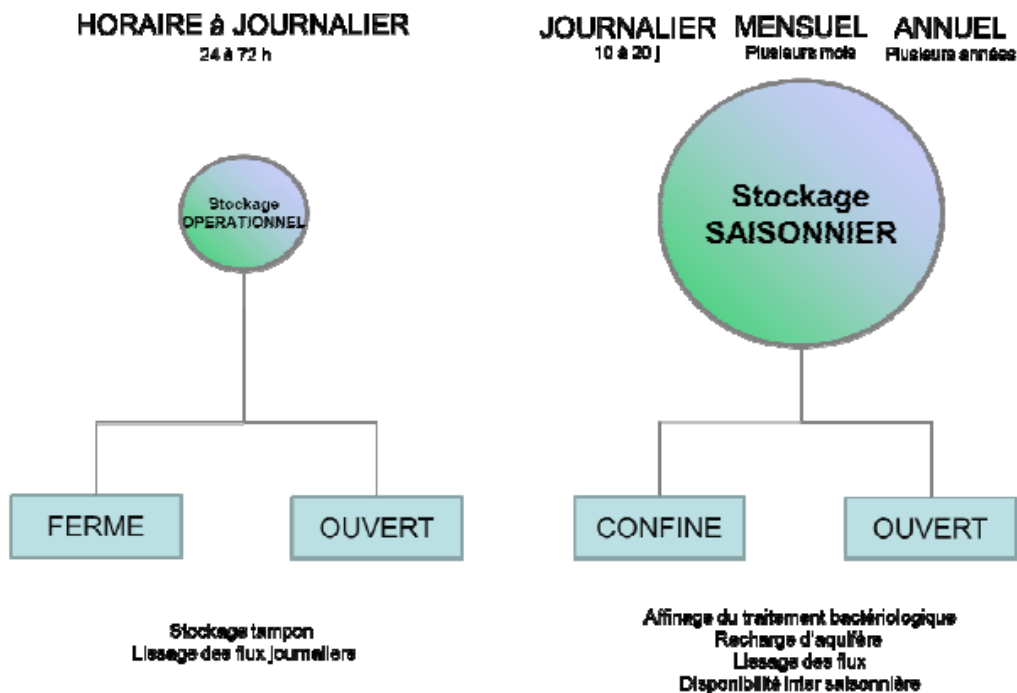 HORAIRE à JOURNALIER
24 à 72 h
JOURNALIER MENSUEL ANNUEL
10 à 20 j Plusieurs mois Plusieurs années
Stockage
OPERATIONNEL
Stockage
SAISONNIER
FERME OUVERT
CONFINE OUVERT
Stockage tampon
Lissage des flux journaliers
Affinage du traitement bactériologique
Recharge d'aquifère
Lissage des flux
Disponibilité inter saisonnière